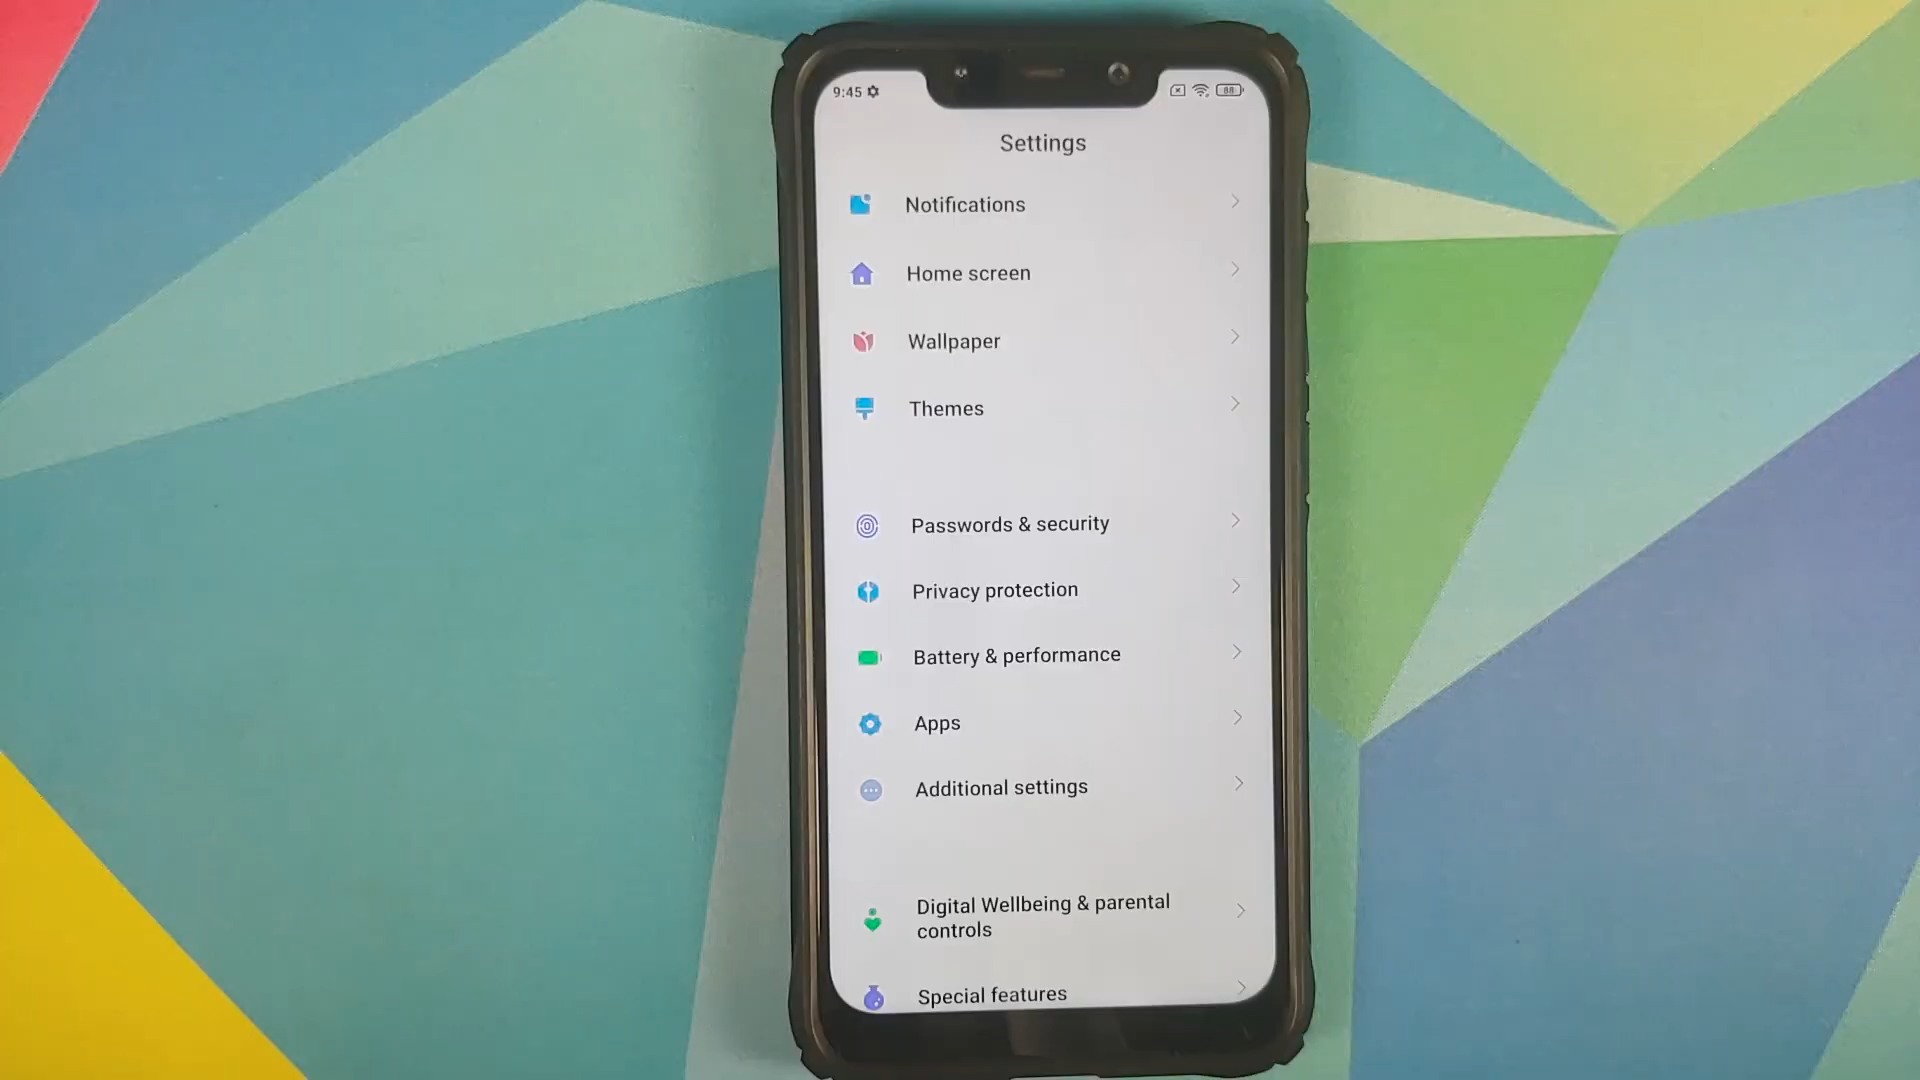 9:45
88
Settings
Notifications
Home screen
Wallpaper
Themes
Passwords & security
Privacy protection
Battery & performance
Apps
Additional settings
Digital Wellbeing & parental
controls
Special features